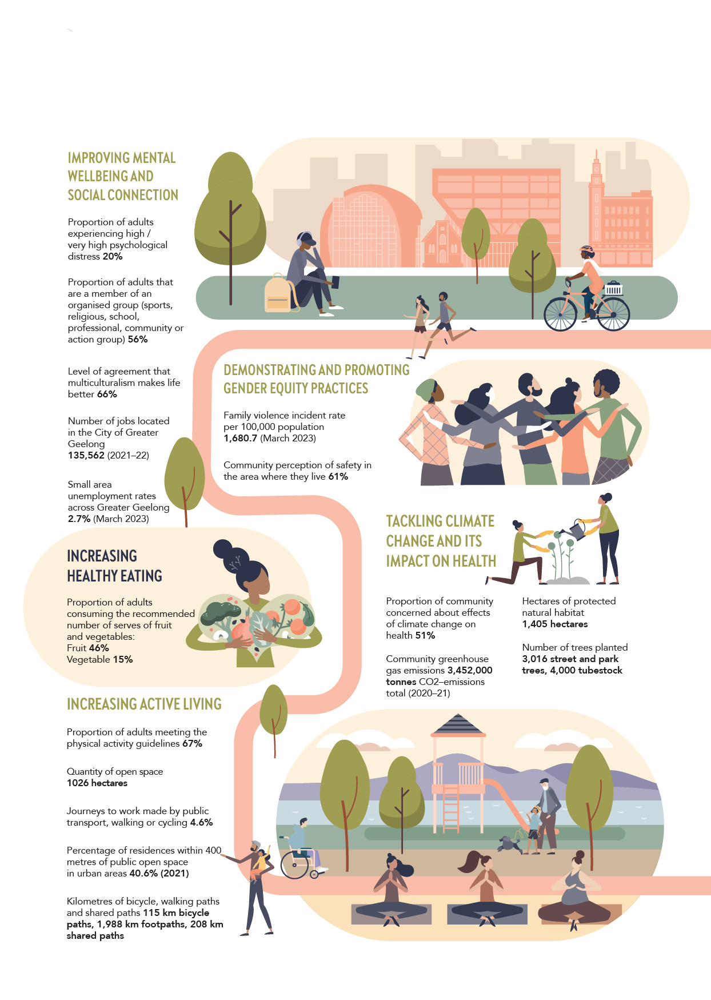 IMPROVING MENTAL
WELLBEING AND
SOCIAL CONNECTION
Proportion of adults
experiencing high /
very high psychological
distress 20%
Proportion of adults that
are a member of an
organised group (sports,
religious, school,
professional, community or
action group) 56%
Level of agreement that
multiculturalism makes life
better 66%
Number of jobs located
in the City of Greater
Geelong
135,562 (2021–22)
Small area
unemployment rates
across Greater Geelong
2.7% (March 2023)
DEMONSTRATING AND PROMOTING
GENDER EQUITY PRACTICES
Family violence incident rate
per 100,000 population
1,680.7 (March 2023)
Community perception of safety in
the area where they live 61%
TACKLING CLIMATE
CHANGE AND ITS
IMPACT ON HEALTH
Proportion of community
concerned about effects
of climate change on
health 51%
Community greenhouse
gas emissions 3,452,000
tonnes CO2–emissions
total (2020–21)
Hectares of protected
natural habitat
1,405 hectares
Number of trees planted
3,016 street and park
trees, 4,000 tubestock
INCREASING
HEALTHY EATING
Proportion of adults
consuming the recommended
number of serves of fruit
and vegetables:
Fruit 46%
Vegetable 15%
INCREASING ACTIVE LIVING
Proportion of adults meeting the
physical activity guidelines 67%
Quantity of open space
1026 hectares
Journeys to work made by public
transport, walking or cycling 4.6%
Percentage of residences within 400
metres of public open space
in urban areas 40.6% (2021)
Kilometres of bicycle, walking paths
and shared paths 115 km bicycle
paths, 1,988 km footpaths, 208 km
shared paths